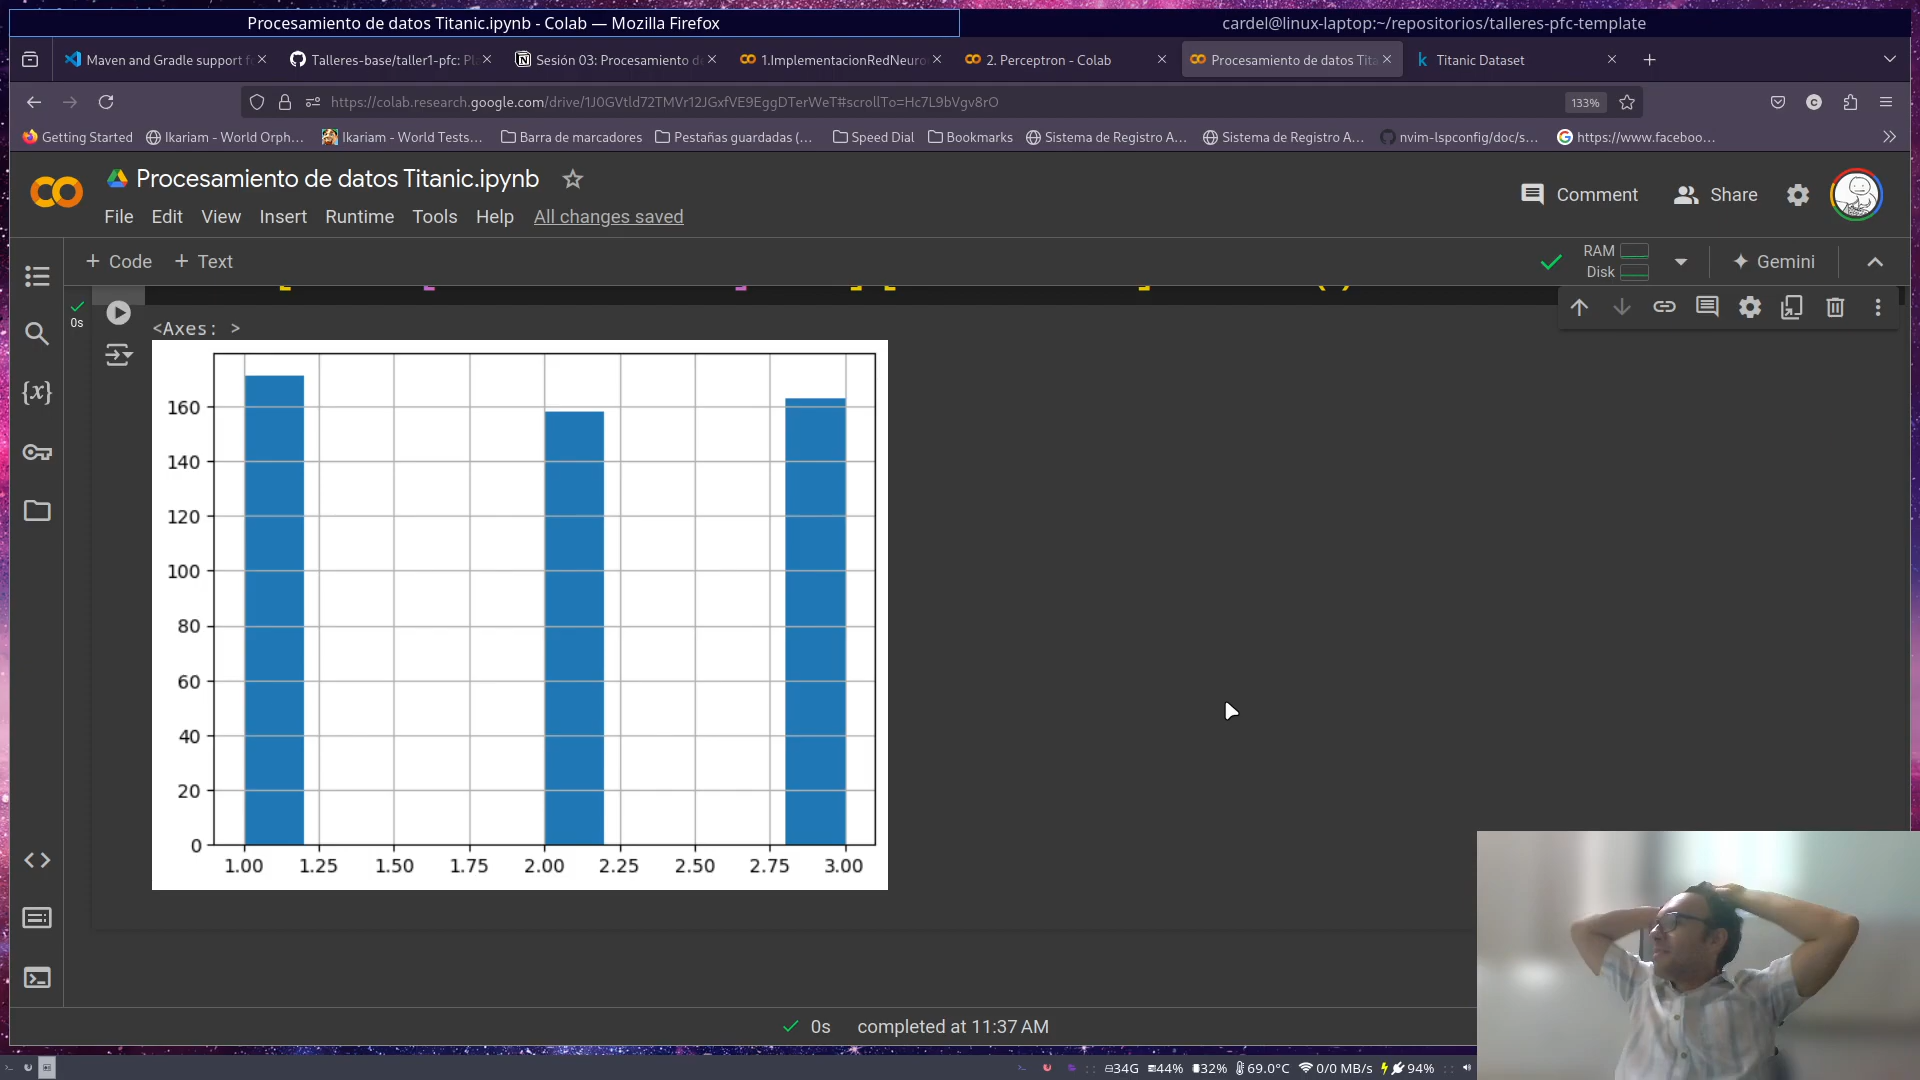 Procesamiento de datos Titanic.ipynb - Colab — Mozilla Firefox
cardel@linux-laptop:~/repositorios/talleres-pfc-template
Maven and Gradle support f
Talleres-base/taller1-pfc: Pl
Sesión 03: Procesamiento d
1.ImplementacionRedNeuro
2. Perceptron - Colab
Procesamiento de datos Tita
Titanic Dataset
https://colab.research.google.com/drive/1J0GVtld72TMVr12JGxfVE9EggDTerWeT#scrollTo=Hc7L9bVgv8rO
133%
Getting Started
Ikariam - World Orph...
Ikariam - World Tests...
Barra de marcadores
Pestañas guardadas (...
Speed Dial
Bookmarks
Sistema de Registro A...
Sistema de Registro A...
nvim-lspconfig/doc/s...
https://www.faceboo...
Procesamiento de datos Titanic.ipynb
File Edit View Insert Runtime Tools Help All changes saved
Comment
Share
+ Code + Text
RAM
Disk
Gemini
0s
<Axes: >
160
140
120
100
80
60
40
20
0
1.00 1.25 1.50 1.75 2.00 2.25 2.50 2.75 3.00
0s completed at 11:37 AM
34G 44% 32% 69.0°C 0/0 MB/s 94%